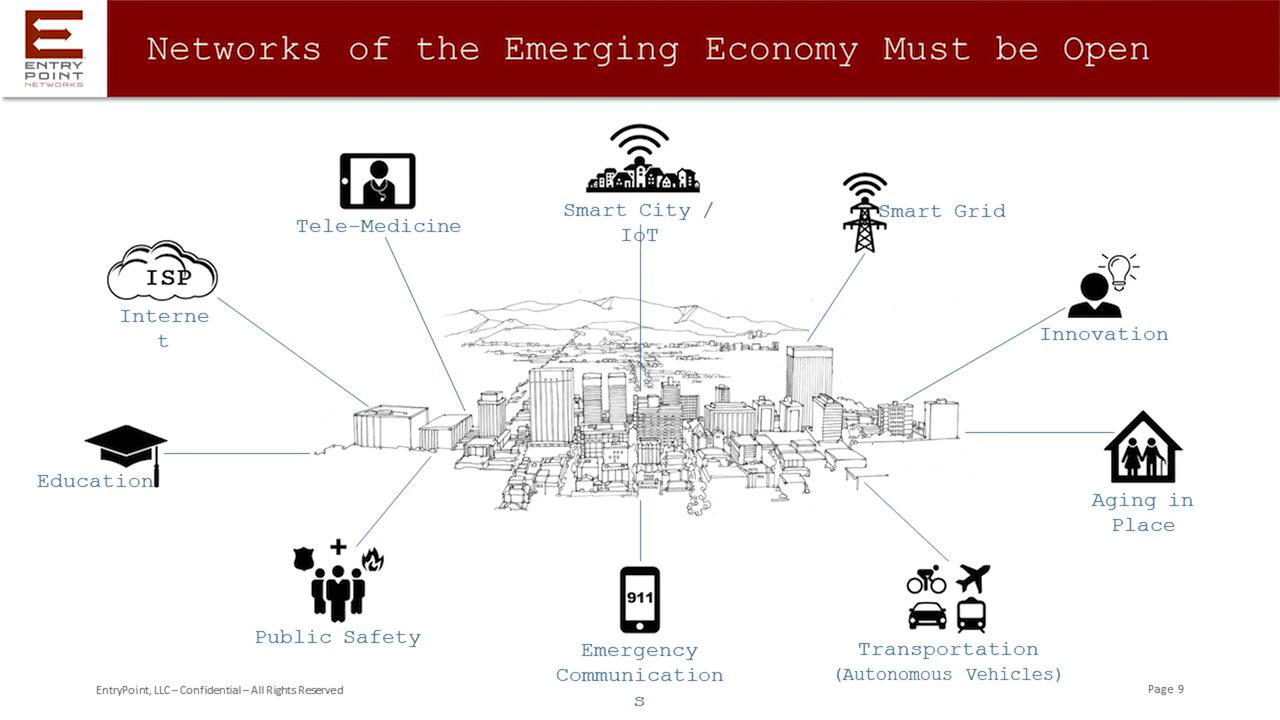 ENTRY
POINT
NETWORKS
Networks of the Emerging Economy Must be Open
Tele-Medicine
Smart City /
IoT
Smart Grid
ISP
Interne
t
Innovation
Education
Aging in
Place
Public Safety
911
Emergency
Communication
s
Transportation
(Autonomous Vehicles)
EntryPoint, LLC – Confidential – All Rights Reserved
Page 9